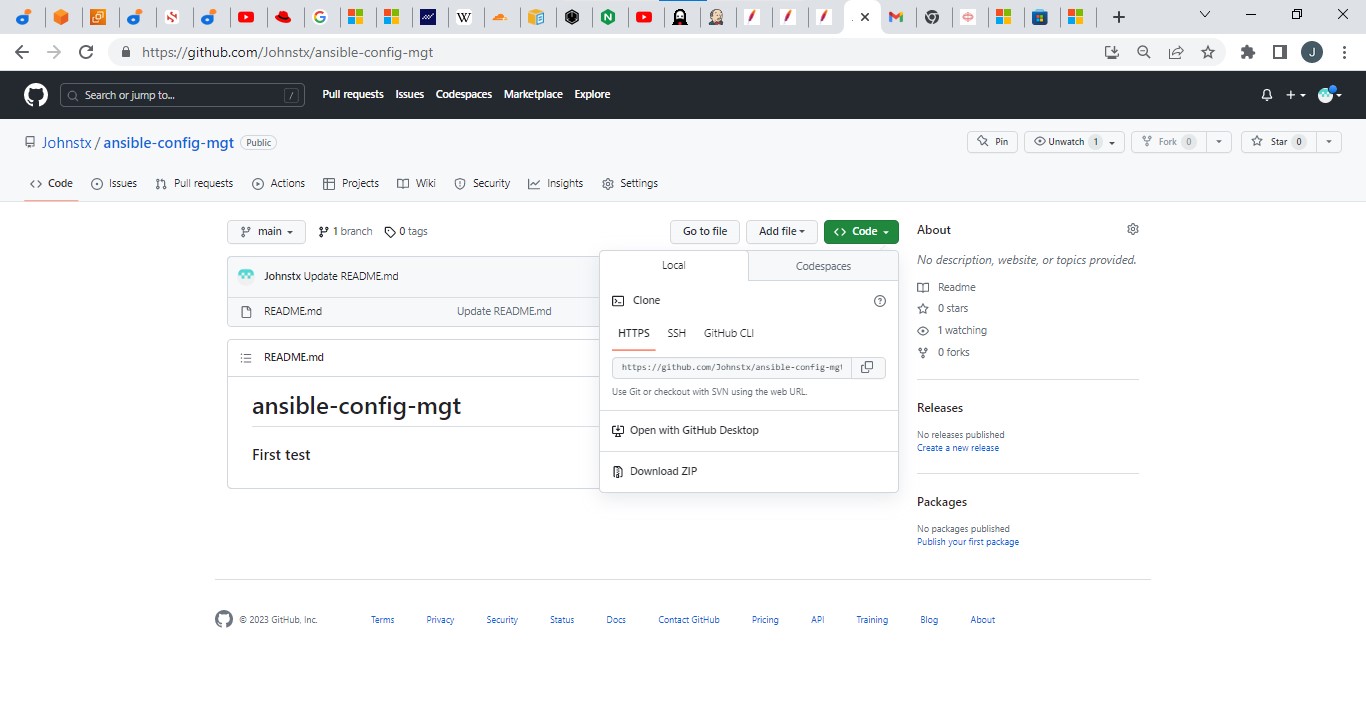 https://github.com/Johnstx/ansible-config-mgt
J
Search or jump to... /
Pull requests Issues Codespaces Marketplace Explore
Johnstx / ansible-config-mgt Public
Pin Unwatch 1 Fork 0 Star 0
Code Issues Pull requests Actions Projects Wiki Security Insights Settings
main 1 branch 0 tags Go to file Add file Code
Johnstx Update README.md
README.md Update README.md
README.md
ansible-config-mgt
First test
Local Codespaces
Clone
HTTPS SSH GitHub CLI
https://github.com/Johnstx/ansible-config-mgt
Use Git or checkout with SVN using the web URL.
Open with GitHub Desktop
Download ZIP
About
No description, website, or topics provided.
Readme
0 stars
1 watching
0 forks
Releases
No releases published
Create a new release
Packages
No packages published
Publish your first package
© 2023 GitHub, Inc. Terms Privacy Security Status Docs Contact GitHub Pricing API Training Blog About